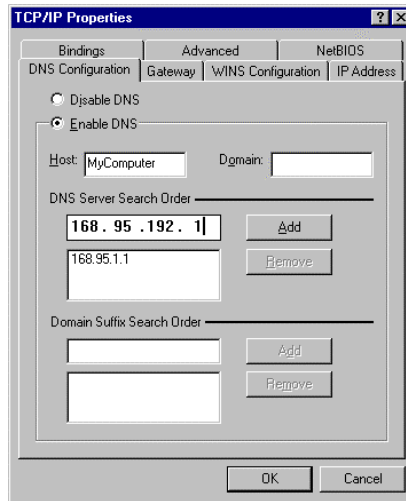 TCP/IP Properties
Bindings Advanced NetBIOS
DNS Configuration Gateway WINS Configuration IP Address
Disable DNS
Enable DNS
Host: MyComputer Domain:
DNS Server Search Order
168 . 95 .192 . 1 Add
168.95.1.1 Remove
Domain Suffix Search Order
Add
Remove
OK Cancel